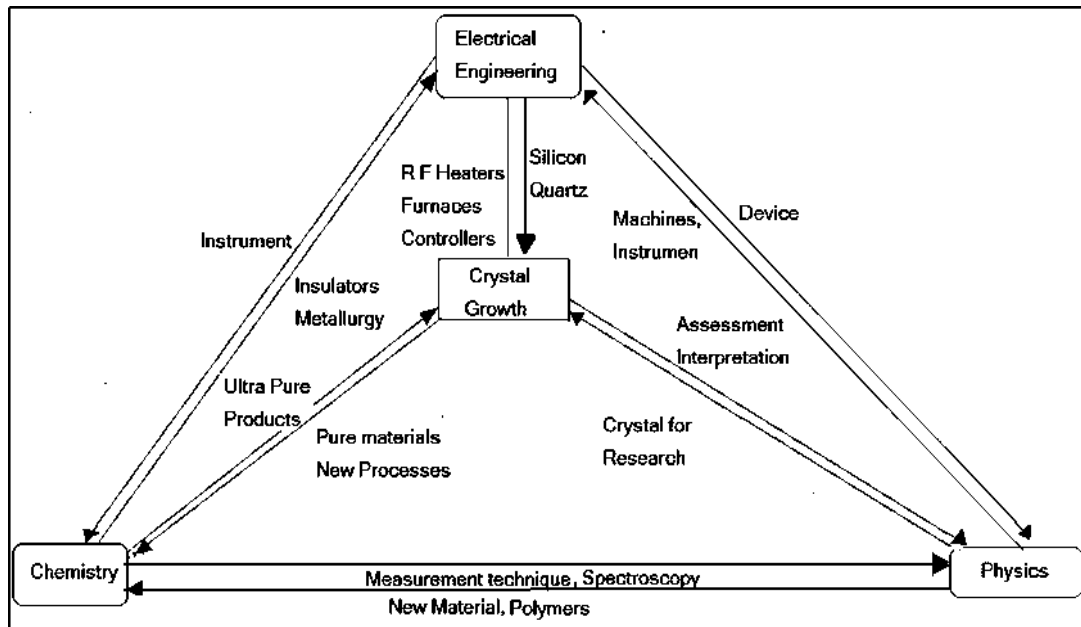 Electrical
Engineering
R F Heaters
Furnaces
Controllers
Silicon
Quartz
Machines,
Instrumen
Device
Instrument
Insulators
Metallurgy
Crystal
Growth
Assessment
Interpretation
Ultra Pure
Products
Pure materials
New Processes
Crystal for
Research
Chemistry
Measurement technique, Spectroscopy
New Material, Polymers
Physics